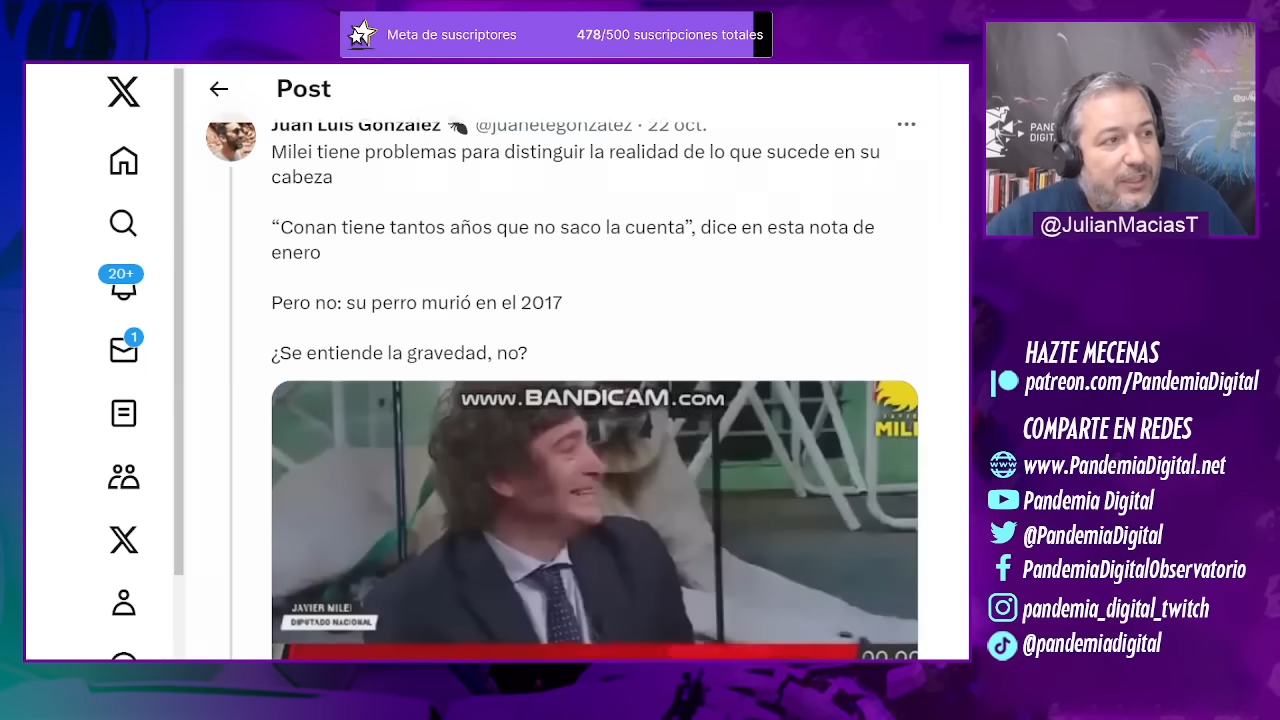 Meta de suscriptores 478/500 suscripciones totales
Post
Juan Luis González @juanelegonzalez · 22 oct.
Milei tiene problemas para distinguir la realidad de lo que sucede en su
cabeza
“Conan tiene tantos años que no saco la cuenta”, dice en esta nota de
enero
Pero no: su perro murió en el 2017
¿Se entiende la gravedad, no?
WWW.BANDICAM.COM
JAVIER MILEI
DIPUTADO NACIONAL
20+
1
@JulianMaciasT
HAZTE MECENAS
patreon.com/PandemiaDigital
COMPARTE EN REDES
www.PandemiaDigital.net
Pandemia Digital
@PandemiaDigital
PandemiaDigitalObservatorio
pandemia_digital_twitch
@pandemiadigital